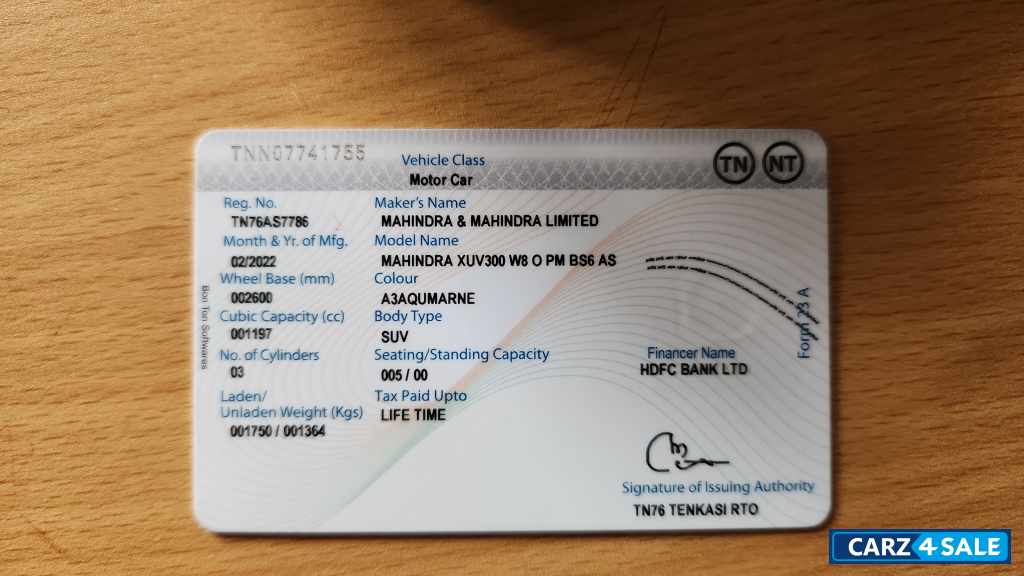 TNN07741755
TN NT
Vehicle Class
Motor Car
Reg. No.
TN76AS7786
Maker's Name
MAHINDRA & MAHINDRA LIMITED
Month & Yr. of Mfg.
02/2022
Model Name
MAHINDRA XUV300 W8 O PM BS6 AS
Wheel Base (mm)
002600
Colour
A3AQUMARNE
Cubic Capacity (cc)
001197
Body Type
SUV
No. of Cylinders
03
Seating/Standing Capacity
005 / 00
Financer Name
HDFC BANK LTD
Laden/
Unladen Weight (Kgs)
001750 / 001364
Tax Paid Upto
LIFE TIME
Form 23 A
Bon Ton Softwares
Signature of Issuing Authority
TN76 TENKASI RTO
CARZ4SALE